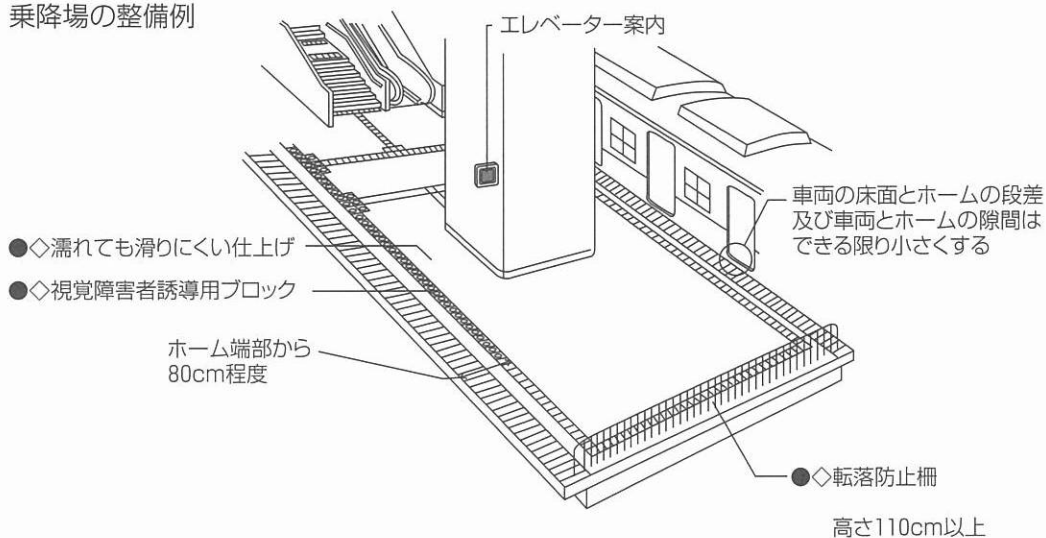 乗降場の整備例
エレベーター案内
車両の床面とホームの段差
及び車両とホームの隙間は
できる限り小さくする
●◇濡れても滑りにくい仕上げ
●◇視覚障害者誘導用ブロック
ホーム端部から
80cm程度
●◇転落防止柵
高さ110cm以上